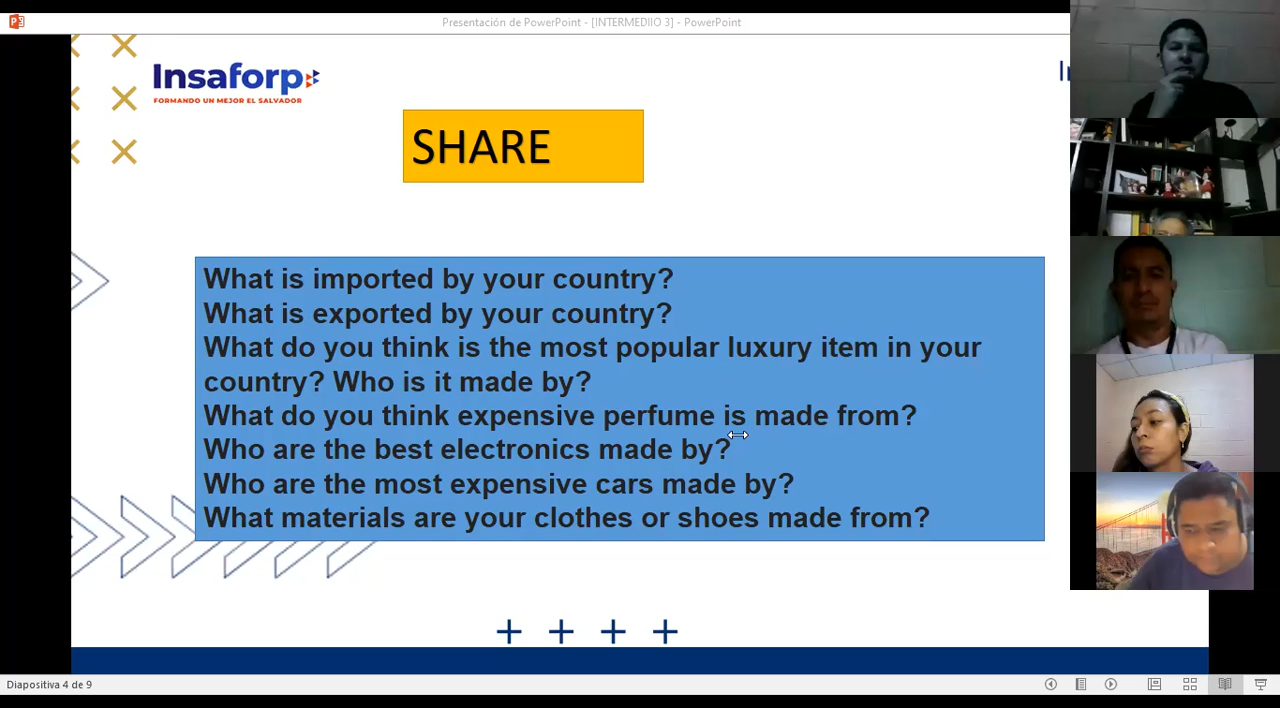 Presentación de PowerPoint - [INTERMEDIIO 3] - PowerPoint
Insaforp
FORMANDO UN MEJOR EL SALVADOR
SHARE
What is imported by your country?
What is exported by your country?
What do you think is the most popular luxury item in your
country? Who is it made by?
What do you think expensive perfume is made from?
Who are the best electronics made by?
Who are the most expensive cars made by?
What materials are your clothes or shoes made from?
Diapositiva 4 de 9